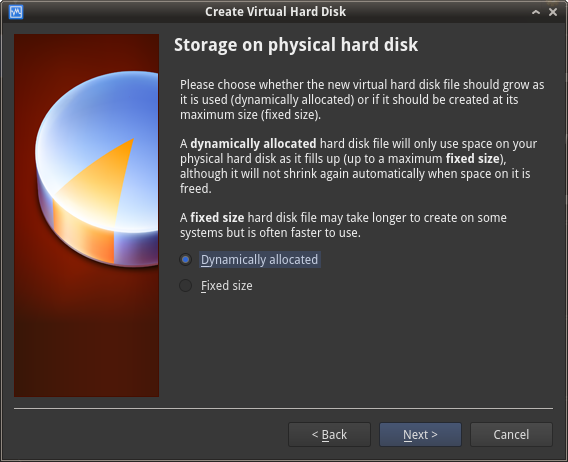 Create Virtual Hard Disk
Storage on physical hard disk
Please choose whether the new virtual hard disk file should grow as
it is used (dynamically allocated) or if it should be created at its
maximum size (fixed size).
A dynamically allocated hard disk file will only use space on your
physical hard disk as it fills up (up to a maximum fixed size),
although it will not shrink again automatically when space on it is
freed.
A fixed size hard disk file may take longer to create on some
systems but is often faster to use.
Dynamically allocated
Fixed size
< Back
Next >
Cancel